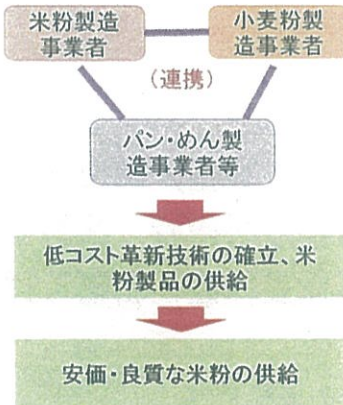 米粉製造
事業者
小麦粉製
造事業者
（連携）
パン・めん製
造事業者等
低コスト革新技術の確立、米
粉製品の供給
安価・良質な米粉の供給